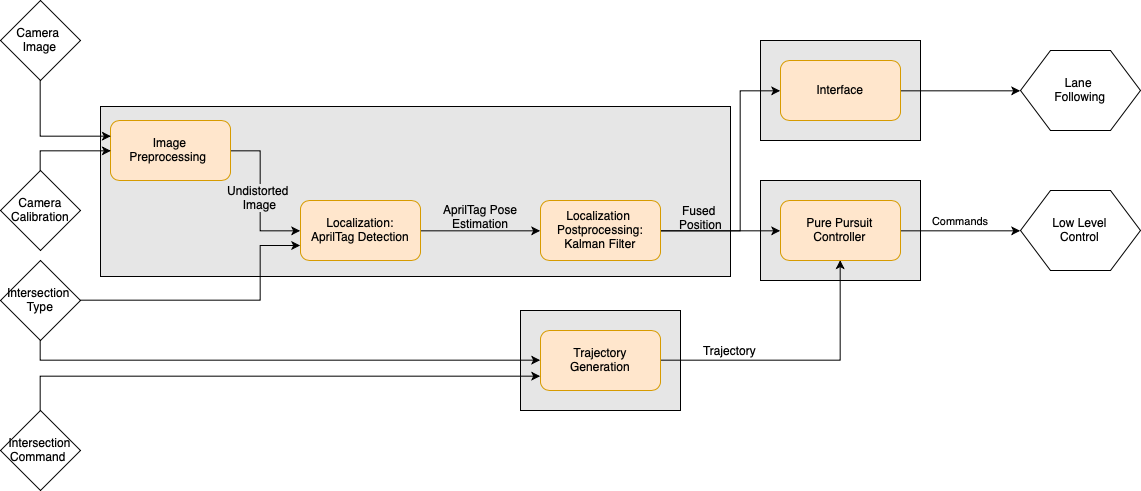 Camera
Image
Image
Preprocessing
Camera
Calibration
Undistorted
Image
Localization:
AprilTag Detection
AprilTag Pose
Estimation
Localization
Postprocessing:
Kalman Filter
Fused
Position
Interface
Lane
Following
Pure Pursuit
Controller
Commands
Low Level
Control
Intersection
Type
Trajectory
Generation
Trajectory
Intersection
Command